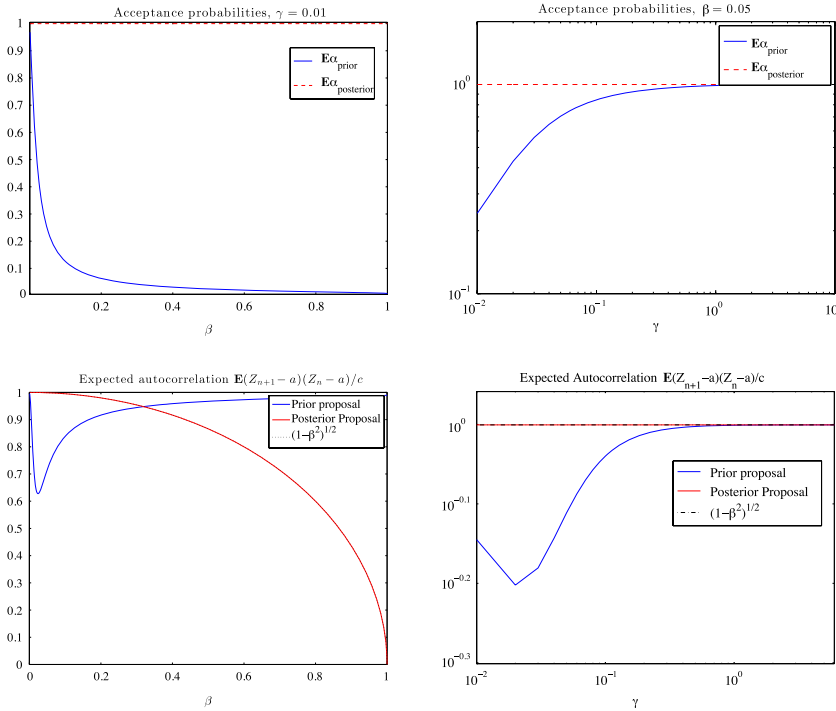 Acceptance probabilities, γ = 0.01
1
0.9
0.8
0.7
0.6
0.5
0.4
0.3
0.2
0.1
0
0.2
0.4
0.6
0.8
1
β
Eα_prior
Eα_posterior
Acceptance probabilities, β = 0.05
10^0
10^−1
10^−2
10^−1
10^0
γ
Eα_prior
Eα_posterior
Expected autocorrelation E(Z_{n+1} − a)(Z_n − a)/c
1
0.9
0.8
0.7
0.6
0.5
0.4
0.3
0.2
0.1
0
0
0.2
0.4
0.6
0.8
1
β
Prior proposal
Posterior Proposal
(1−β^2)^{1/2}
Expected Autocorrelation E(Z_{n+1}−a)(Z_n−a)/c
10^0
10^−0.1
10^−0.2
10^−0.3
10^−2
10^−1
10^0
γ
Prior proposal
Posterior Proposal
(1−β^2)^{1/2}